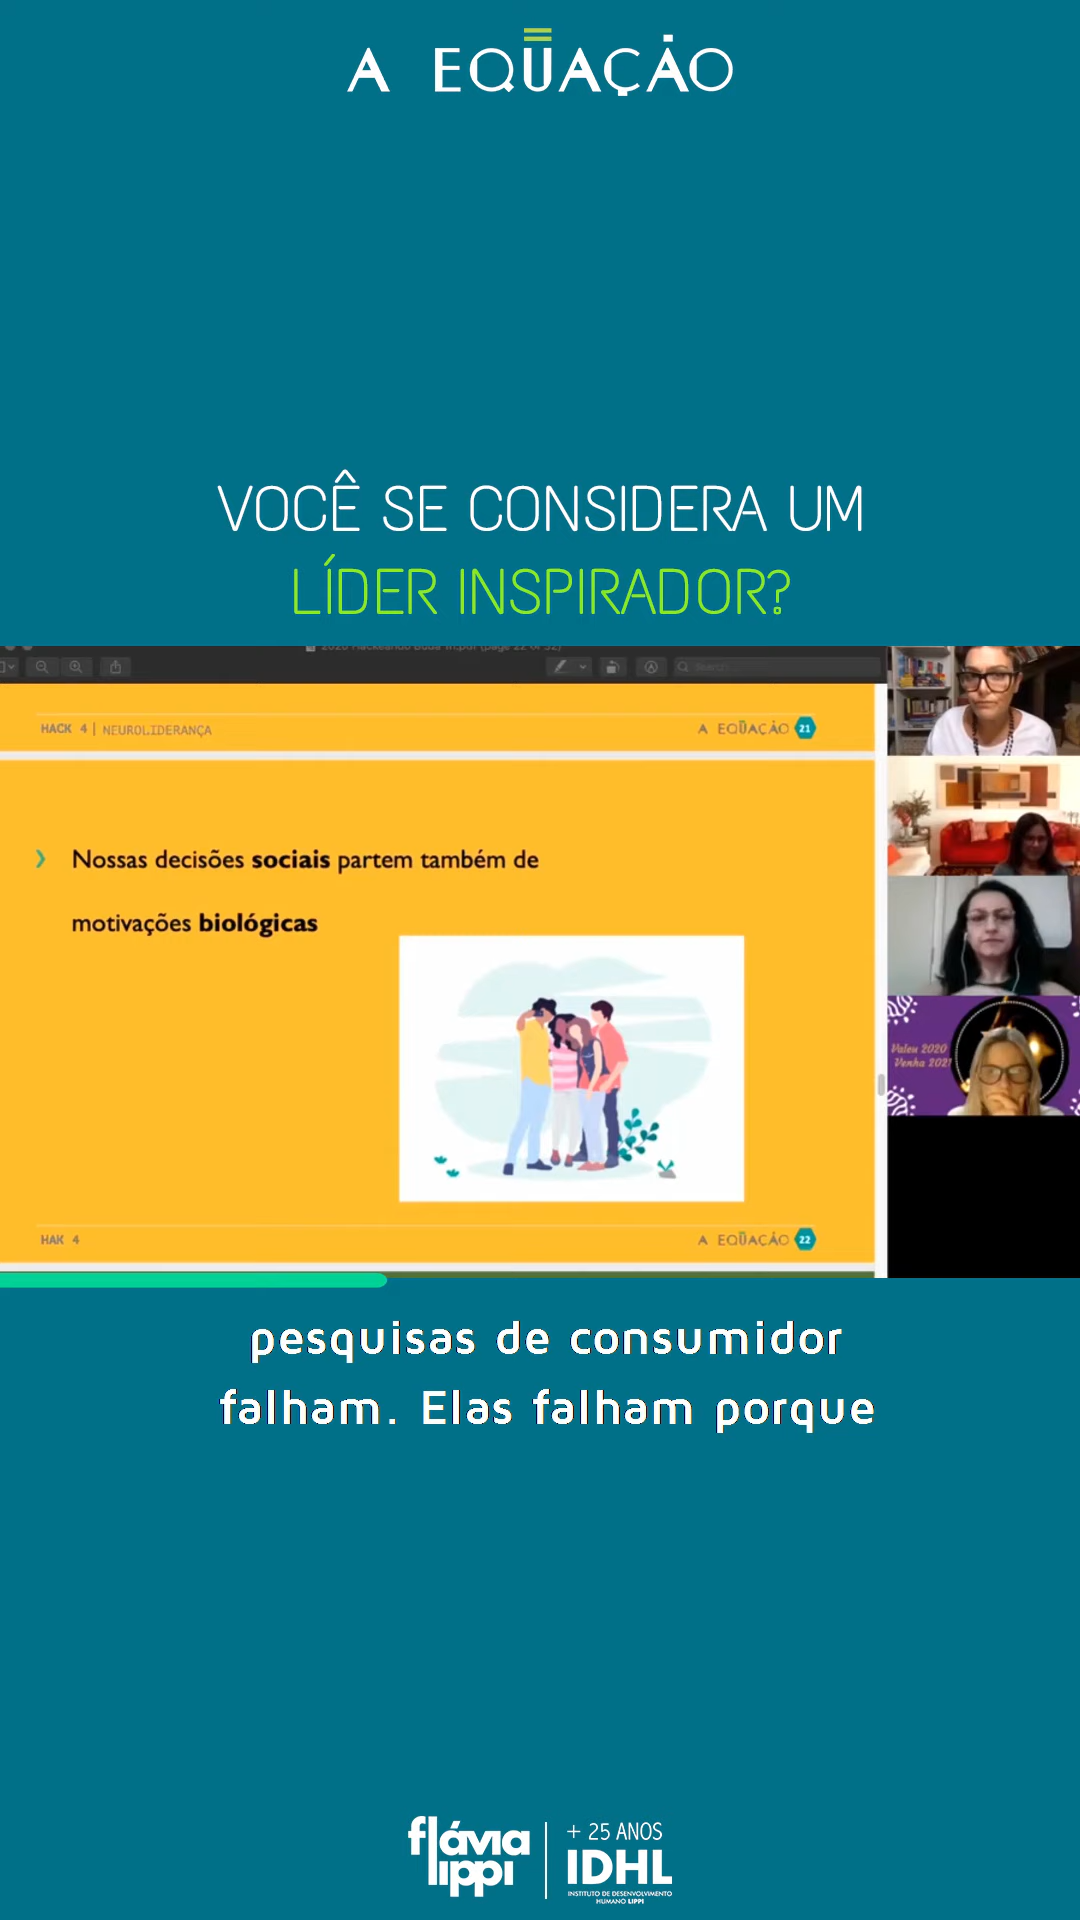 A EQUAÇÃO
VOCÊ SE CONSIDERA UM
LÍDER INSPIRADOR?
Search
HACK 4 | NEUROLIDERANÇA
A EQUAÇÃO 21
› Nossas decisões sociais partem também de
motivações biológicas
Valeu 2020
Venha 2021
HAK 4
A EQUAÇÃO 22
pesquisas de consumidor
falham. Elas falham porque
flávia
lippi
+ 25 ANOS
IDHL
INSTITUTO DE DESENVOLVIMENTO
HUMANO LIPPI